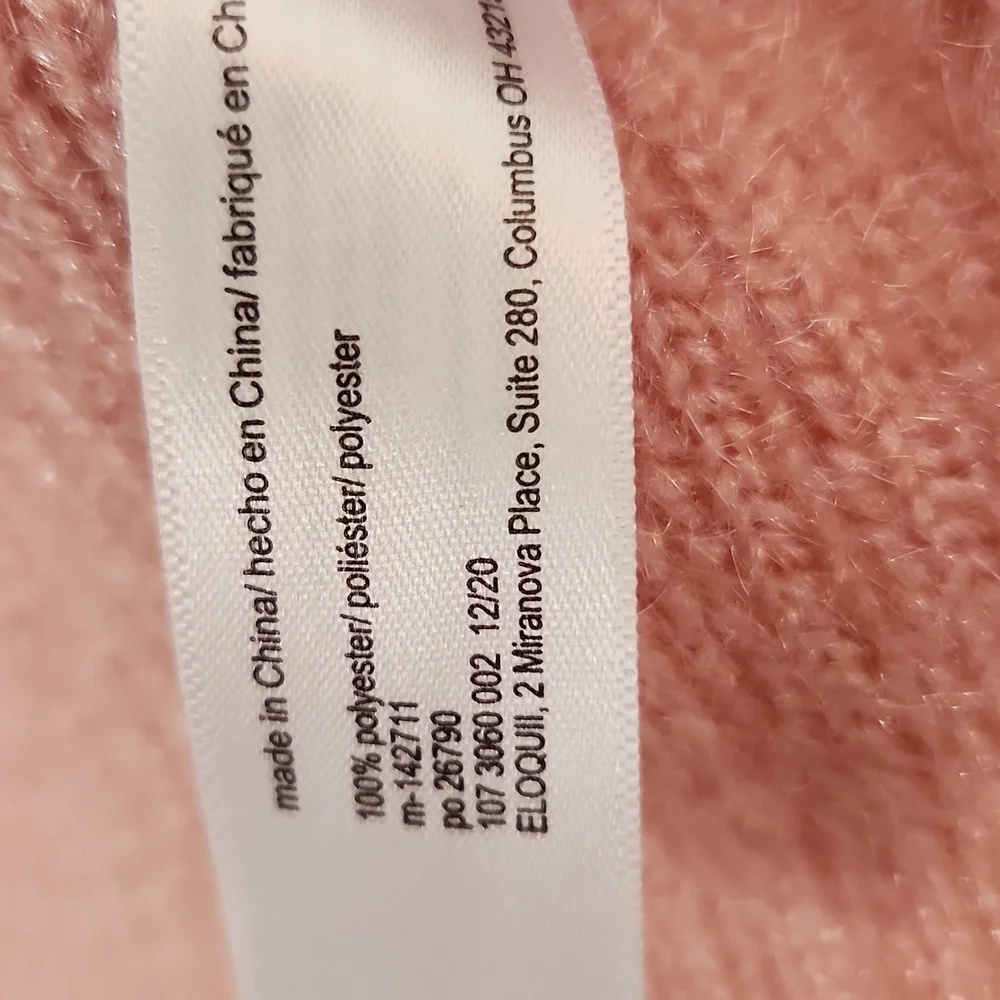 made in China/ hecho en China/ fabriqué en Ch
100% polyester/ poliéster/ polyester
m-142711
po 26790
107 3060 002 12/20
ELOQUII, 2 Miranova Place, Suite 280, Columbus OH 4321